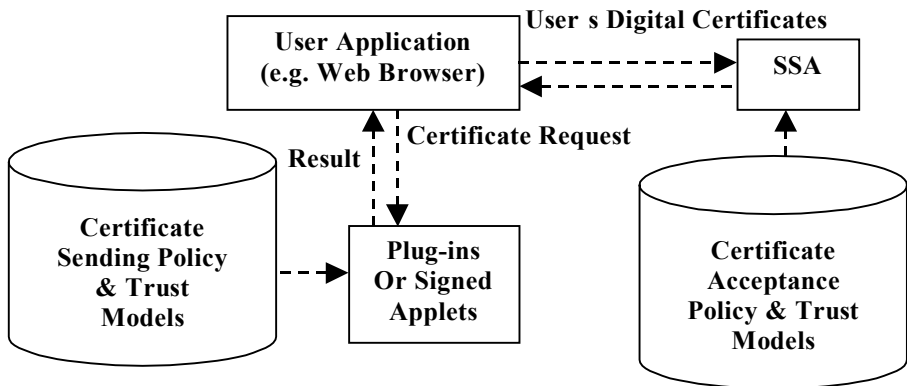 User s Digital Certificates
User Application
(e.g. Web Browser)
SSA
Certificate Request
Result
Certificate
Sending Policy
& Trust
Models
Plug-ins
Or Signed
Applets
Certificate
Acceptance
Policy & Trust
Models